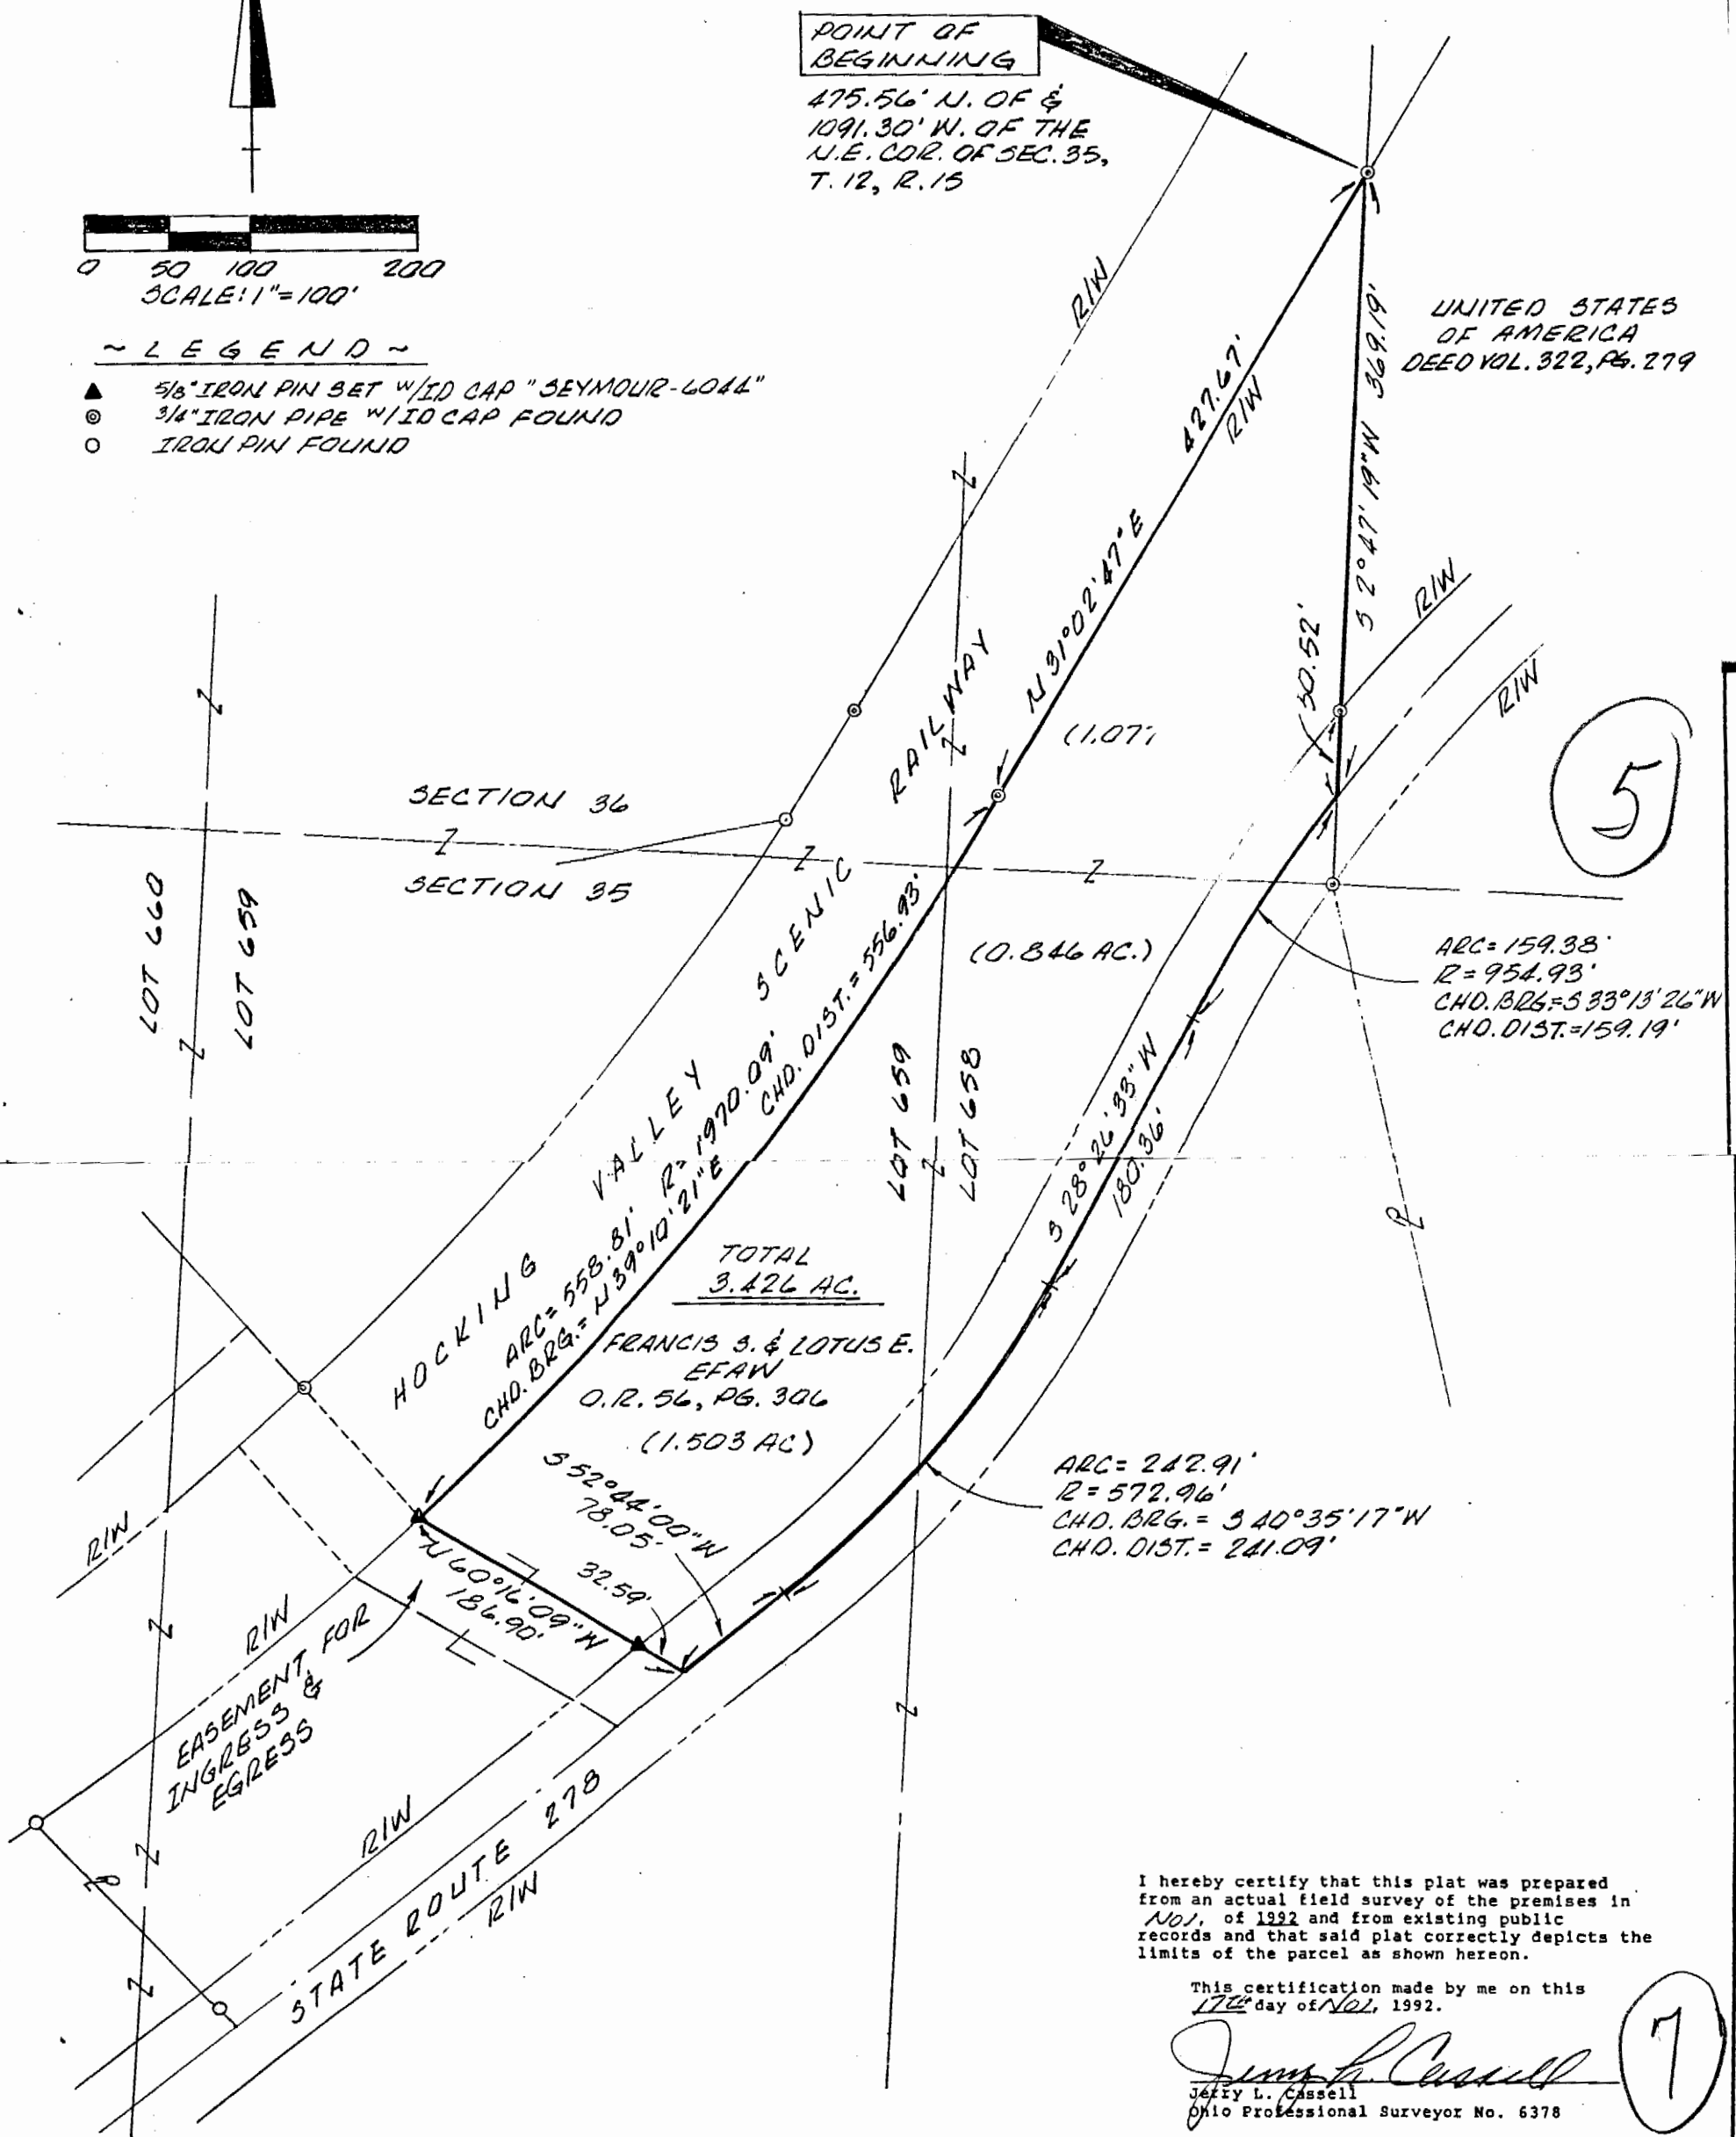 POINT OF
BEGINNING
475.56' N. OF &
1091.30' W. OF THE
N.E. COR. OF SEC. 35,
T. 12, R. 15
0 50 100 200
SCALE: 1"=100'
~ LEGEND ~
▲ 5/8" IRON PIN SET W/ID CAP "SEYMOUR-6044"
3/4" IRON PIPE W/ID CAP FOUND
IRON PIN FOUND
R/W
UNITED STATES
OF AMERICA
DEED VOL. 322, PG. 279
427.67'
R/W
S 2°47'19"W 369.19'
N 31°02'47"E
50.52'
R/W
R/W
(1.07
5
SECTION 36
SECTION 35
LOT 660
LOT 659
HOCKING VALLEY SCENIC RAILWAY
ARC= 558.81' R= 1970.09'
CHD. BRG.= N 39°10'21"E CHD. DIST.= 556.93'
(0.846 AC.)
ARC= 159.38'
R= 954.93'
CHD. BRG.= S 33°13'26"W
CHD. DIST.= 159.19'
LOT 659
LOT 658
S 28°26'33"W
180.36'
TOTAL
3.426 AC.
FRANCIS S. & LOTUS E.
EFAW
O.R. 56, PG. 306
(1.503 AC)
S 52°44'00"W
78.05'
32.59'
N 60°16'09"W
186.90'
ARC= 242.91'
R= 572.96'
CHD. BRG.= S 40°35'17"W
CHD. DIST.= 241.09'
R/W
R/W
EASEMENT FOR
INGRESS &
EGRESS
R/W
STATE ROUTE 278
R/W
I hereby certify that this plat was prepared
from an actual field survey of the premises in
Nov. of 1992 and from existing public
records and that said plat correctly depicts the
limits of the parcel as shown hereon.
This certification made by me on this
17th day of Nov. 1992.
Jerry L. Cassell
Jerry L. Cassell
Ohio Professional Surveyor No. 6378
7